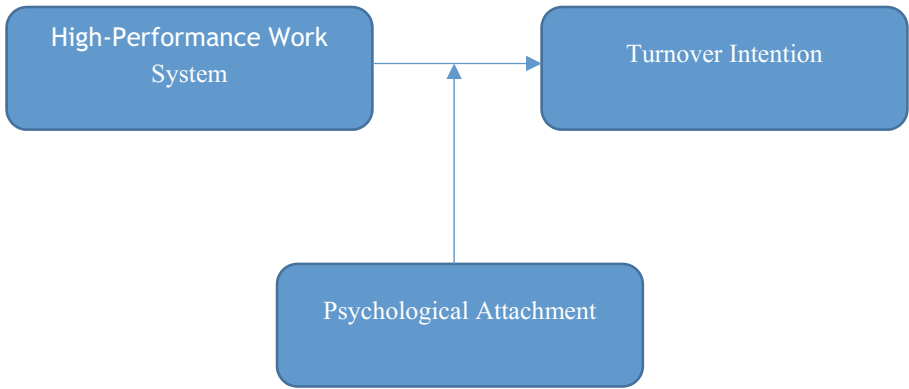 High-Performance Work
System
Turnover Intention
Psychological Attachment